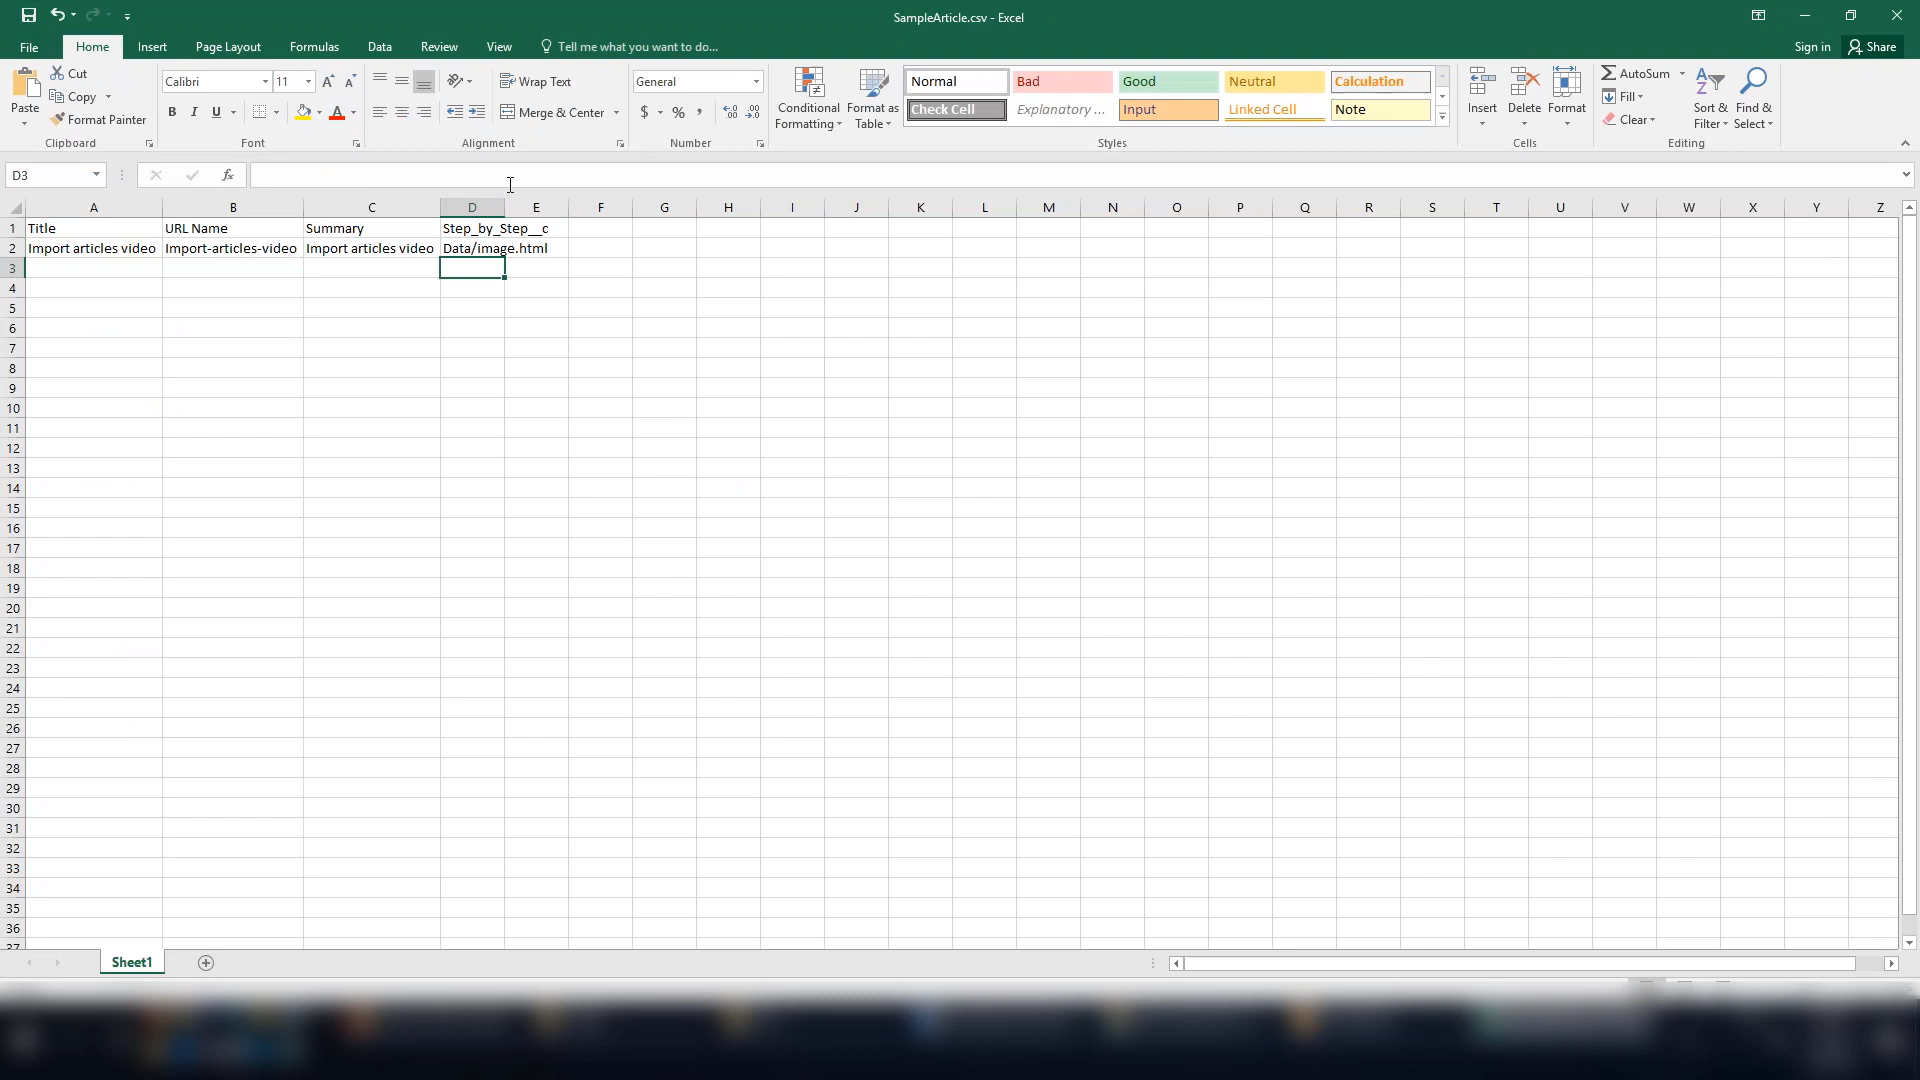 SampleArticle.csv - Excel
File Home Insert Page Layout Formulas Data Review View Tell me what you want to do... Sign in Share
Paste Cut Copy Format Painter Clipboard
Calibri 11 A A B I U A Font
Wrap Text Merge & Center Alignment
General $ % , Number
Conditional Formatting Format as Table
Normal Bad Good Neutral Calculation
Check Cell Explanatory ... Input Linked Cell Note
Styles
Insert Delete Format Cells
AutoSum Fill Clear Sort & Filter Find & Select Editing
D3 fx
A B C D E F G H I J K L M N O P Q R S T U V W X Y Z
1 Title URL Name Summary Step_by_Step__c
2 Import articles video Import-articles-video Import articles video Data/image.html
3
4
5
6
7
8
9
10
11
12
13
14
15
16
17
18
19
20
21
22
23
24
25
26
27
28
29
30
31
32
33
34
35
36
37
Sheet1